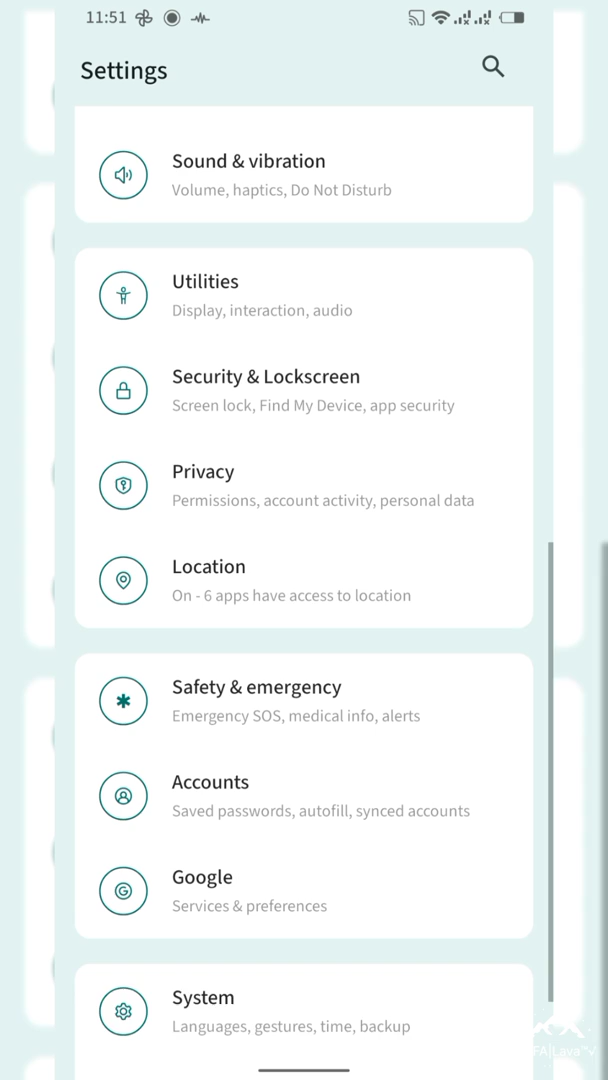 11:51
Settings
Sound & vibration
Volume, haptics, Do Not Disturb
Utilities
Display, interaction, audio
Security & Lockscreen
Screen lock, Find My Device, app security
Privacy
Permissions, account activity, personal data
Location
On - 6 apps have access to location
Safety & emergency
Emergency SOS, medical info, alerts
Accounts
Saved passwords, autofill, synced accounts
Google
Services & preferences
System
Languages, gestures, time, backup